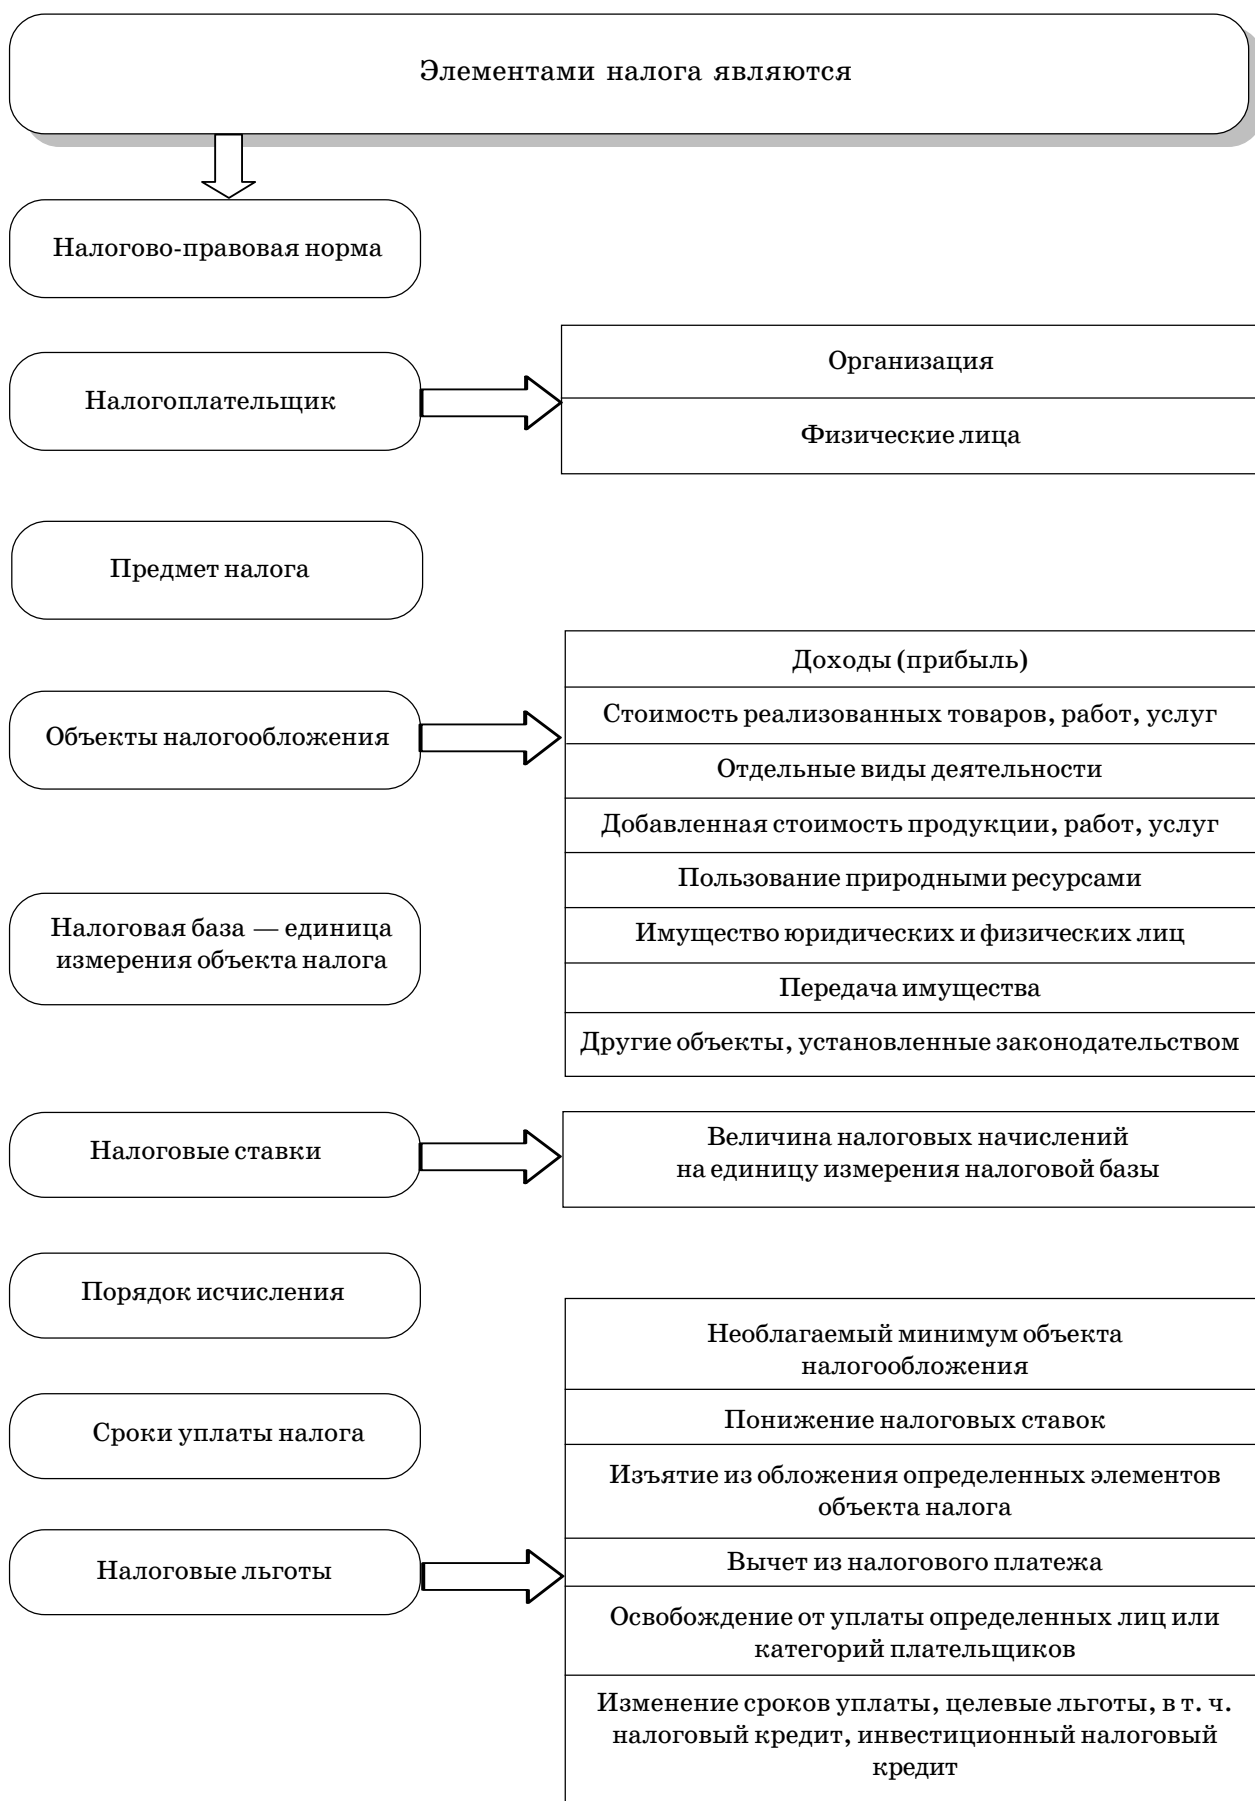 Элементами налога являются
Налогово-правовая норма
Налогоплательщик
Организация
Физические лица
Предмет налога
Объекты налогообложения
Доходы (прибыль)
Стоимость реализованных товаров, работ, услуг
Отдельные виды деятельности
Добавленная стоимость продукции, работ, услуг
Пользование природными ресурсами
Имущество юридических и физических лиц
Передача имущества
Другие объекты, установленные законодательством
Налоговая база — единица
измерения объекта налога
Налоговые ставки
Величина налоговых начислений
на единицу измерения налоговой базы
Порядок исчисления
Сроки уплаты налога
Налоговые льготы
Необлагаемый минимум объекта
налогообложения
Понижение налоговых ставок
Изъятие из обложения определенных элементов
объекта налога
Вычет из налогового платежа
Освобождение от уплаты определенных лиц или
категорий плательщиков
Изменение сроков уплаты, целевые льготы, в т. ч.
налоговый кредит, инвестиционный налоговый
кредит